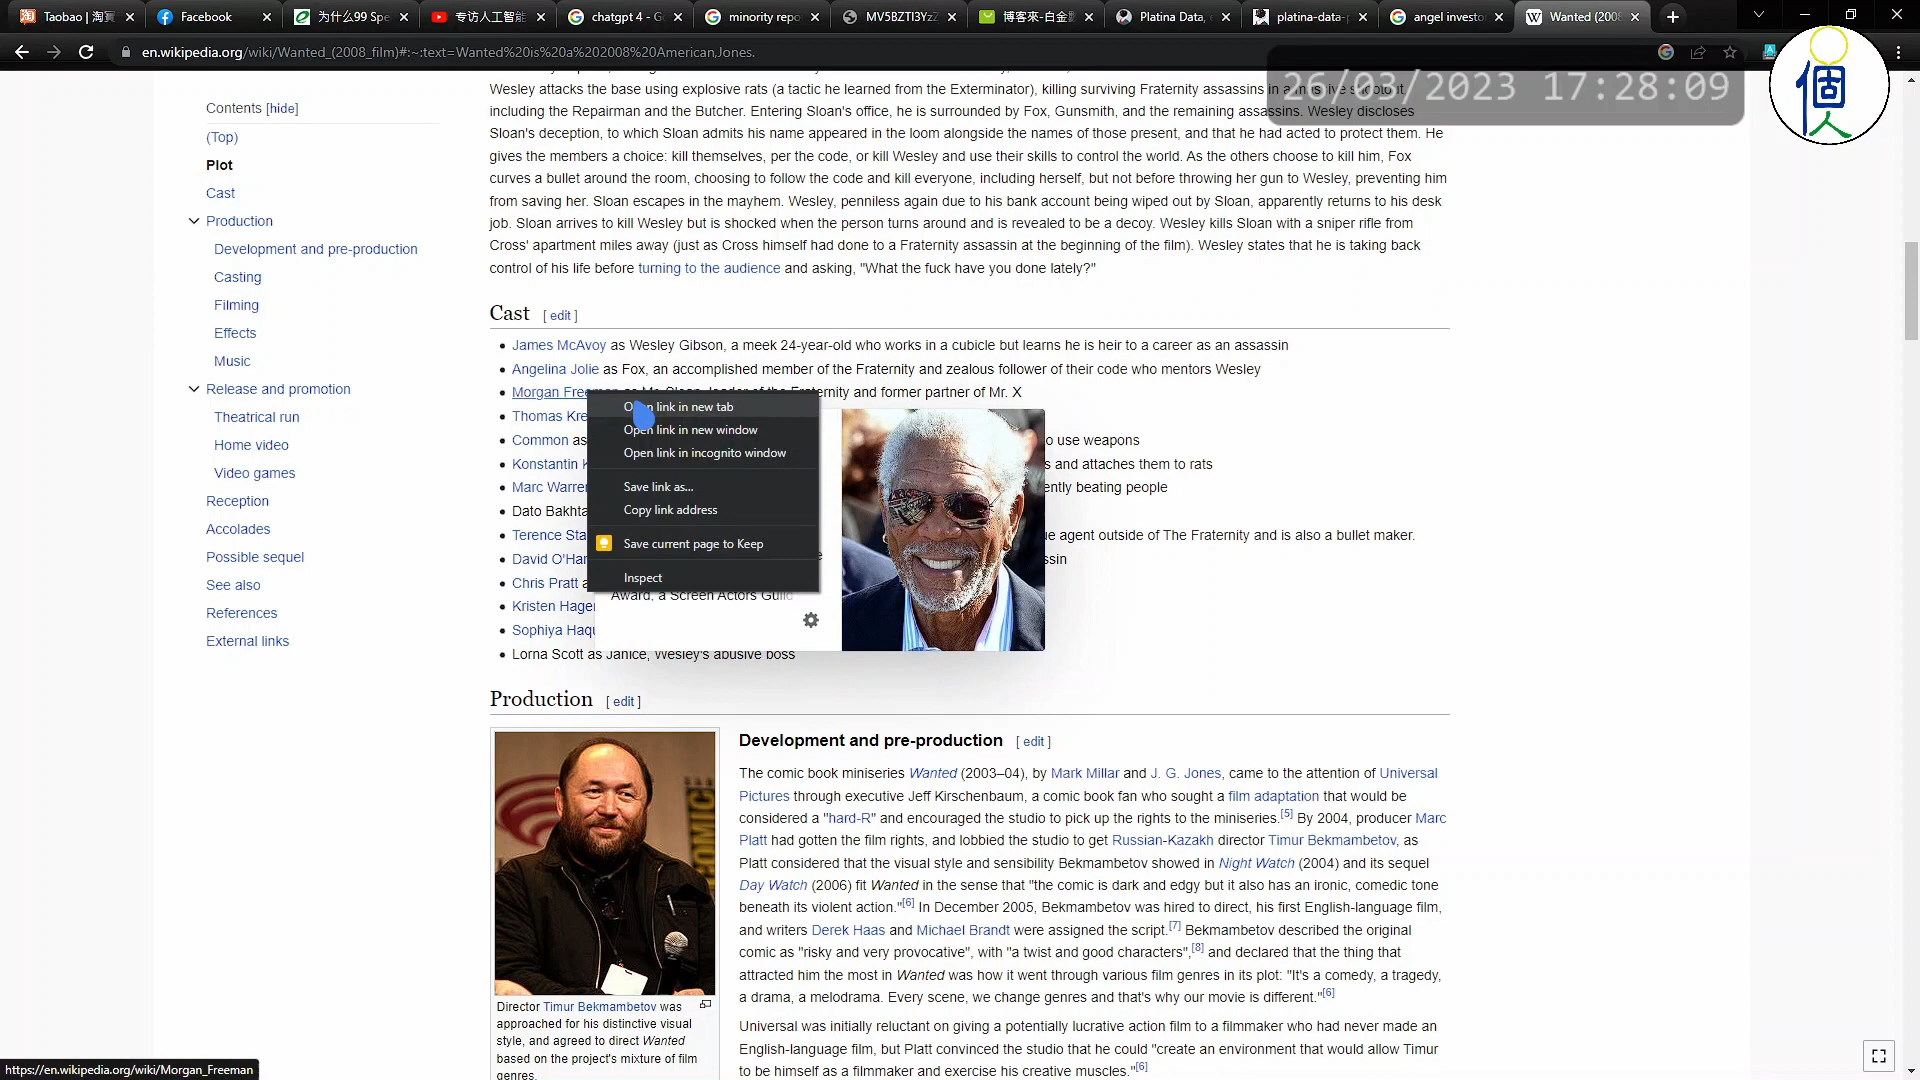 Taobao | 淘寶
Facebook
为什么99 Spe
专访人工智能
chatgpt 4 - G
minority repo
MV5BZTI3YzZ
博客來-白金數
Platina Data,
platina-data-p
angel investo
Wanted (2008
en.wikipedia.org/wiki/Wanted_(2008_film)#:~:text=Wanted%20is%20a%202008%20American,Jones.
26/03/2023 17:28:09
個人
Contents [hide]
(Top)
Plot
Cast
Production
Development and pre-production
Casting
Filming
Effects
Music
Release and promotion
Theatrical run
Home video
Video games
Reception
Accolades
Possible sequel
See also
References
External links
Wesley attacks the base using explosive rats (a tactic he learned from the Exterminator), killing surviving Fraternity assassins in a massive shootout,
including the Repairman and the Butcher. Entering Sloan's office, he is surrounded by Fox, Gunsmith, and the remaining assassins. Wesley discloses
Sloan's deception, to which Sloan admits his name appeared in the loom alongside the names of those present, and that he had acted to protect them. He
gives the members a choice: kill themselves, per the code, or kill Wesley and use their skills to control the world. As the others choose to kill him, Fox
curves a bullet around the room, choosing to follow the code and kill everyone, including herself, but not before throwing her gun to Wesley, preventing him
from saving her. Sloan escapes in the mayhem. Wesley, penniless again due to his bank account being wiped out by Sloan, apparently returns to his desk
job. Sloan arrives to kill Wesley but is shocked when the person turns around and is revealed to be a decoy. Wesley kills Sloan with a sniper rifle from
Cross' apartment miles away (just as Cross himself had done to a Fraternity assassin at the beginning of the film). Wesley states that he is taking back
control of his life before turning to the audience and asking, "What the fuck have you done lately?"
Cast [ edit ]
James McAvoy as Wesley Gibson, a meek 24-year-old who works in a cubicle but learns he is heir to a career as an assassin
Angelina Jolie as Fox, an accomplished member of the Fraternity and zealous follower of their code who mentors Wesley
Morgan Freeman as Mr. Sloan, leader of the Fraternity and former partner of Mr. X
Thomas Kre
Common as o use weapons
Konstantin K s and attaches them to rats
Marc Warren ently beating people
Dato Bakhta
Terence Sta ue agent outside of The Fraternity and is also a bullet maker.
David O'Har ssin
Chris Pratt a
Kristen Hage
Sophiya Haq
Lorna Scott as Janice, Wesley's abusive boss
Open link in new tab
Open link in new window
Open link in incognito window
Save link as...
Copy link address
Save current page to Keep
Inspect
Award, a Screen Actors Guild
Production [ edit ]
Director Timur Bekmambetov was
approached for his distinctive visual
style, and agreed to direct Wanted
based on the project's mixture of film
genres.
Development and pre-production [ edit ]
The comic book miniseries Wanted (2003–04), by Mark Millar and J. G. Jones, came to the attention of Universal
Pictures through executive Jeff Kirschenbaum, a comic book fan who sought a film adaptation that would be
considered a "hard-R" and encouraged the studio to pick up the rights to the miniseries.[5] By 2004, producer Marc
Platt had gotten the film rights, and lobbied the studio to get Russian-Kazakh director Timur Bekmambetov, as
Platt considered that the visual style and sensibility Bekmambetov showed in Night Watch (2004) and its sequel
Day Watch (2006) fit Wanted in the sense that "the comic is dark and edgy but it also has an ironic, comedic tone
beneath its violent action."[6] In December 2005, Bekmambetov was hired to direct, his first English-language film,
and writers Derek Haas and Michael Brandt were assigned the script.[7] Bekmambetov described the original
comic as "risky and very provocative", with "a twist and good characters",[8] and declared that the thing that
attracted him the most in Wanted was how it went through various film genres in its plot: "It's a comedy, a tragedy,
a drama, a melodrama. Every scene, we change genres and that's why our movie is different."[6]
Universal was initially reluctant on giving a potentially lucrative action film to a filmmaker who had never made an
English-language film, but Platt convinced the studio that he could "create an environment that would allow Timur
to be himself as a filmmaker and exercise his creative muscles."[6]
https://en.wikipedia.org/wiki/Morgan_Freeman